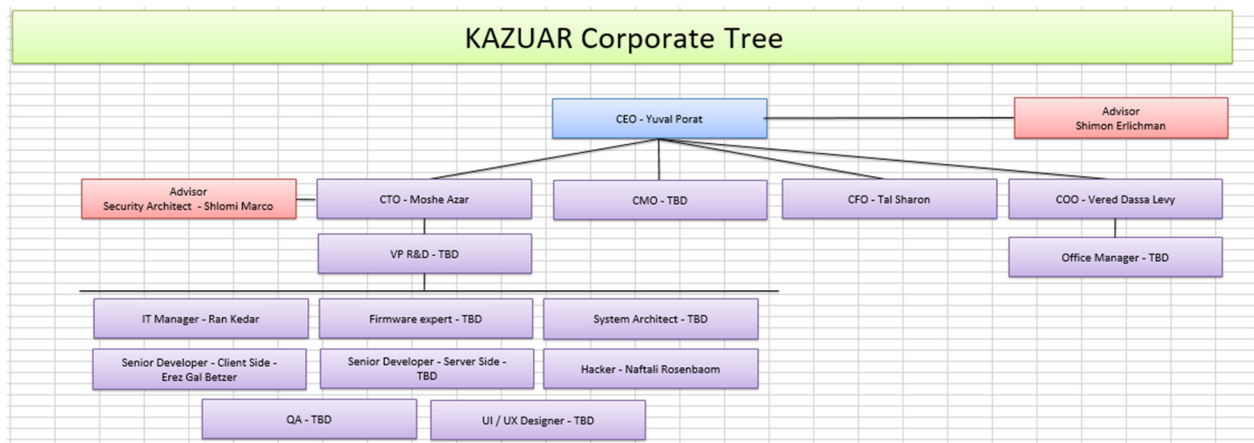 KAZUAR Corporate Tree
CEO - Yuval Porat
Advisor
Shimon Erlichman
Advisor
Security Architect - Shlomi Marco
CTO - Moshe Azar
CMO - TBD
CFO - Tal Sharon
COO - Vered Dassa Levy
VP R&D - TBD
Office Manager - TBD
IT Manager - Ran Kedar
Firmware expert - TBD
System Architect - TBD
Senior Developer - Client Side -
Erez Gal Betzer
Senior Developer - Server Side -
TBD
Hacker - Naftali Rosenbaom
QA - TBD
UI / UX Designer - TBD